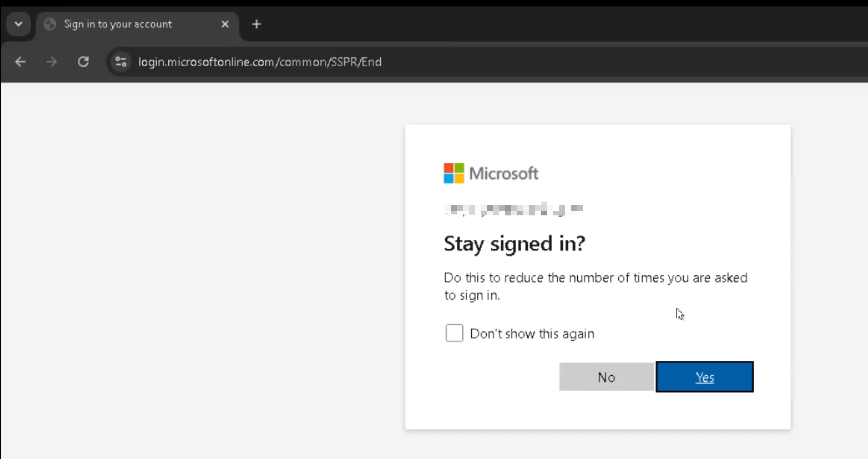 Sign in to your account
login.microsoftonline.com/common/SSPR/End
Microsoft
Stay signed in?
Do this to reduce the number of times you are asked
to sign in.
Don't show this again
No
Yes